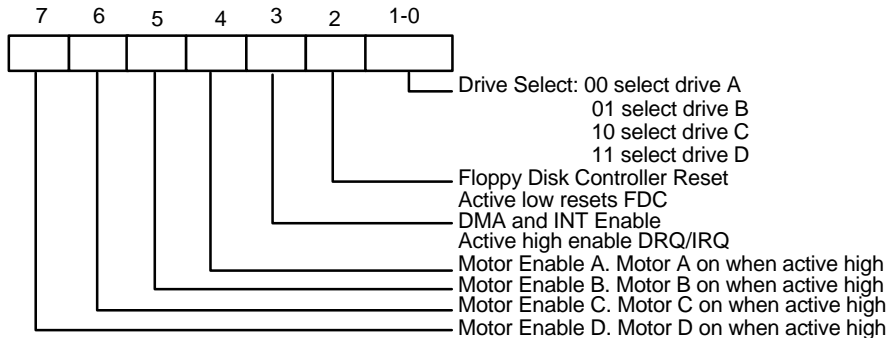 7 6 5 4 3 2 1-0
Drive Select: 00 select drive A
01 select drive B
10 select drive C
11 select drive D
Floppy Disk Controller Reset
Active low resets FDC
DMA and INT Enable
Active high enable DRQ/IRQ
Motor Enable A. Motor A on when active high
Motor Enable B. Motor B on when active high
Motor Enable C. Motor C on when active high
Motor Enable D. Motor D on when active high